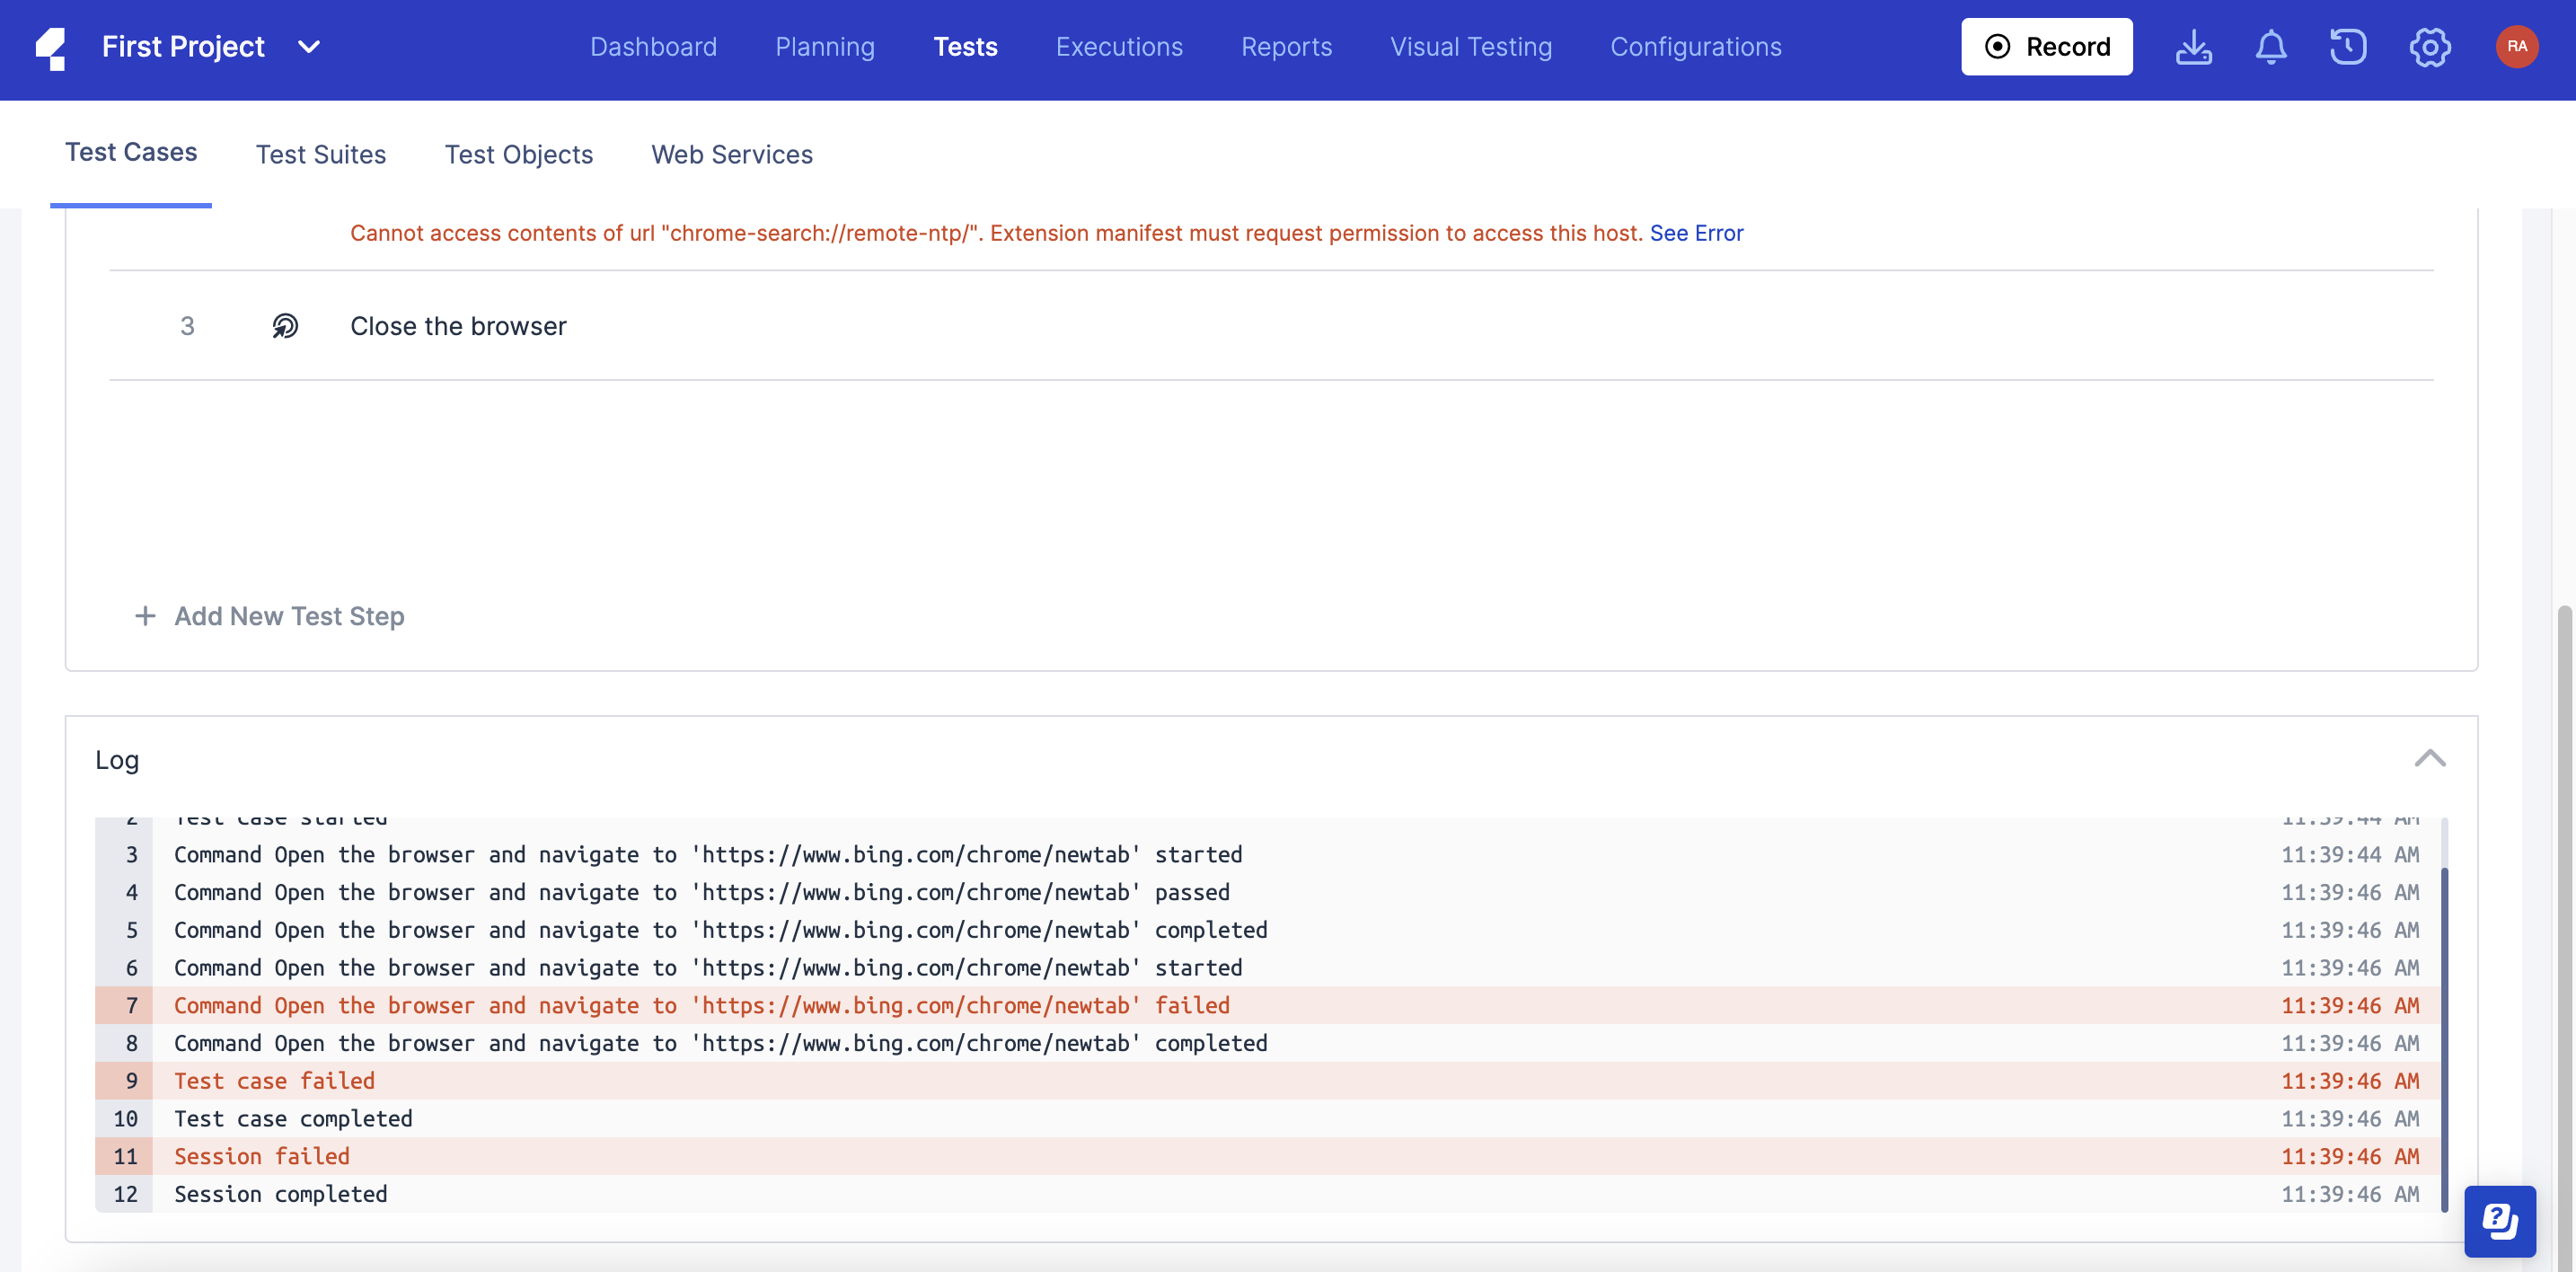 First Project
Dashboard Planning Tests Executions Reports Visual Testing Configurations
Record
RA
Test Cases Test Suites Test Objects Web Services
Cannot access contents of url "chrome-search://remote-ntp/". Extension manifest must request permission to access this host. See Error
3 Close the browser
+ Add New Test Step
Log
2 Test case started 11:39:44 AM
3 Command Open the browser and navigate to 'https://www.bing.com/chrome/newtab' started 11:39:44 AM
4 Command Open the browser and navigate to 'https://www.bing.com/chrome/newtab' passed 11:39:46 AM
5 Command Open the browser and navigate to 'https://www.bing.com/chrome/newtab' completed 11:39:46 AM
6 Command Open the browser and navigate to 'https://www.bing.com/chrome/newtab' started 11:39:46 AM
7 Command Open the browser and navigate to 'https://www.bing.com/chrome/newtab' failed 11:39:46 AM
8 Command Open the browser and navigate to 'https://www.bing.com/chrome/newtab' completed 11:39:46 AM
9 Test case failed 11:39:46 AM
10 Test case completed 11:39:46 AM
11 Session failed 11:39:46 AM
12 Session completed 11:39:46 AM